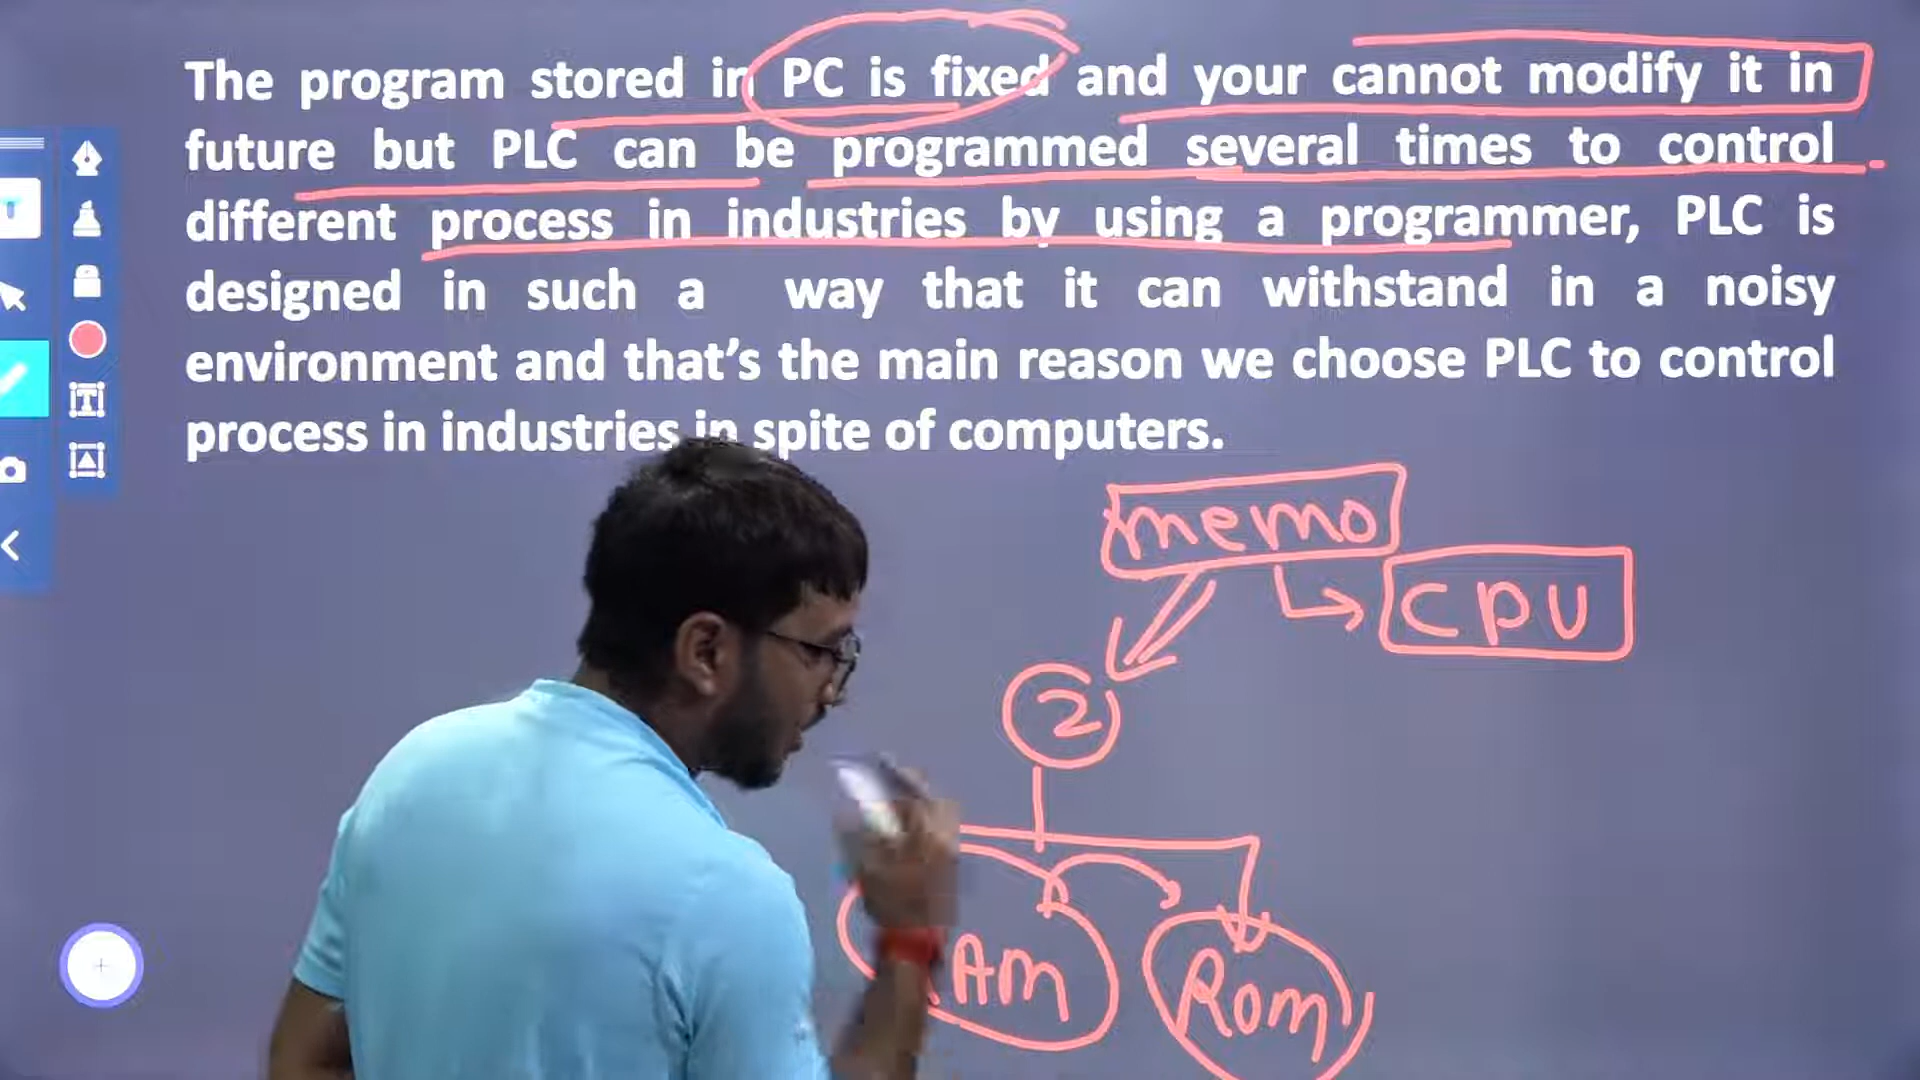 The program stored in PC is fixed and your cannot modify it in
future but PLC can be programmed several times to control
different process in industries by using a programmer, PLC is
designed in such a way that it can withstand in a noisy
environment and that's the main reason we choose PLC to control
process in industries in spite of computers.
memo
CPU
2
AM
Rom